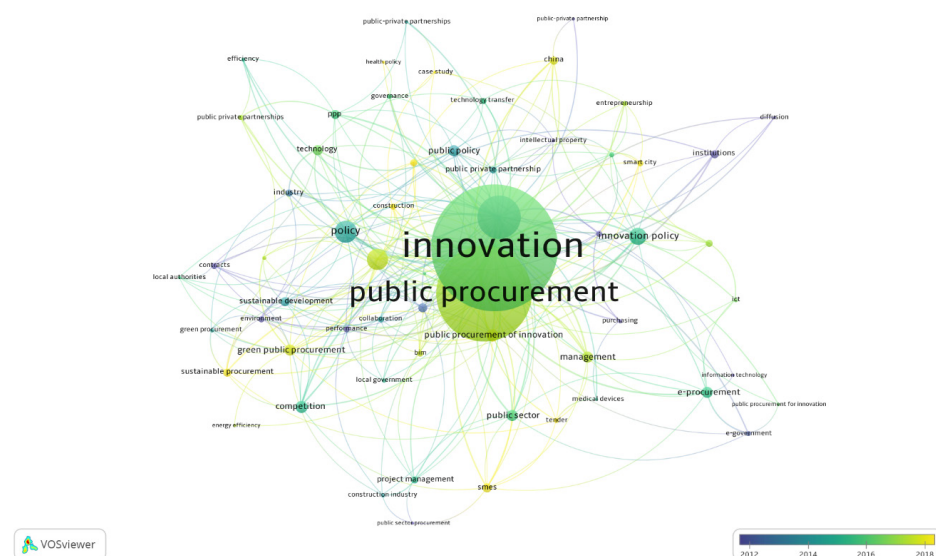 public-private partnerships
public-private partnership
efficiency
health policy
china
case study
governance
technology transfer
entrepreneurship
public private partnerships
ppp
diffusion
intellectual property
technology
public policy
institutions
smart city
public private partnership
industry
construction
policy
innovation policy
innovation
contracts
local authorities
public procurement
sustainable development
ict
environment
collaboration
purchasing
green procurement
performance
public procurement of innovation
green public procurement
bim
management
sustainable procurement
information technology
local government
e-procurement
medical devices
public procurement for innovation
competition
public sector
tender
energy efficiency
e-government
project management
smes
construction industry
public sector procurement
VOSviewer
2012 2014 2016 2018